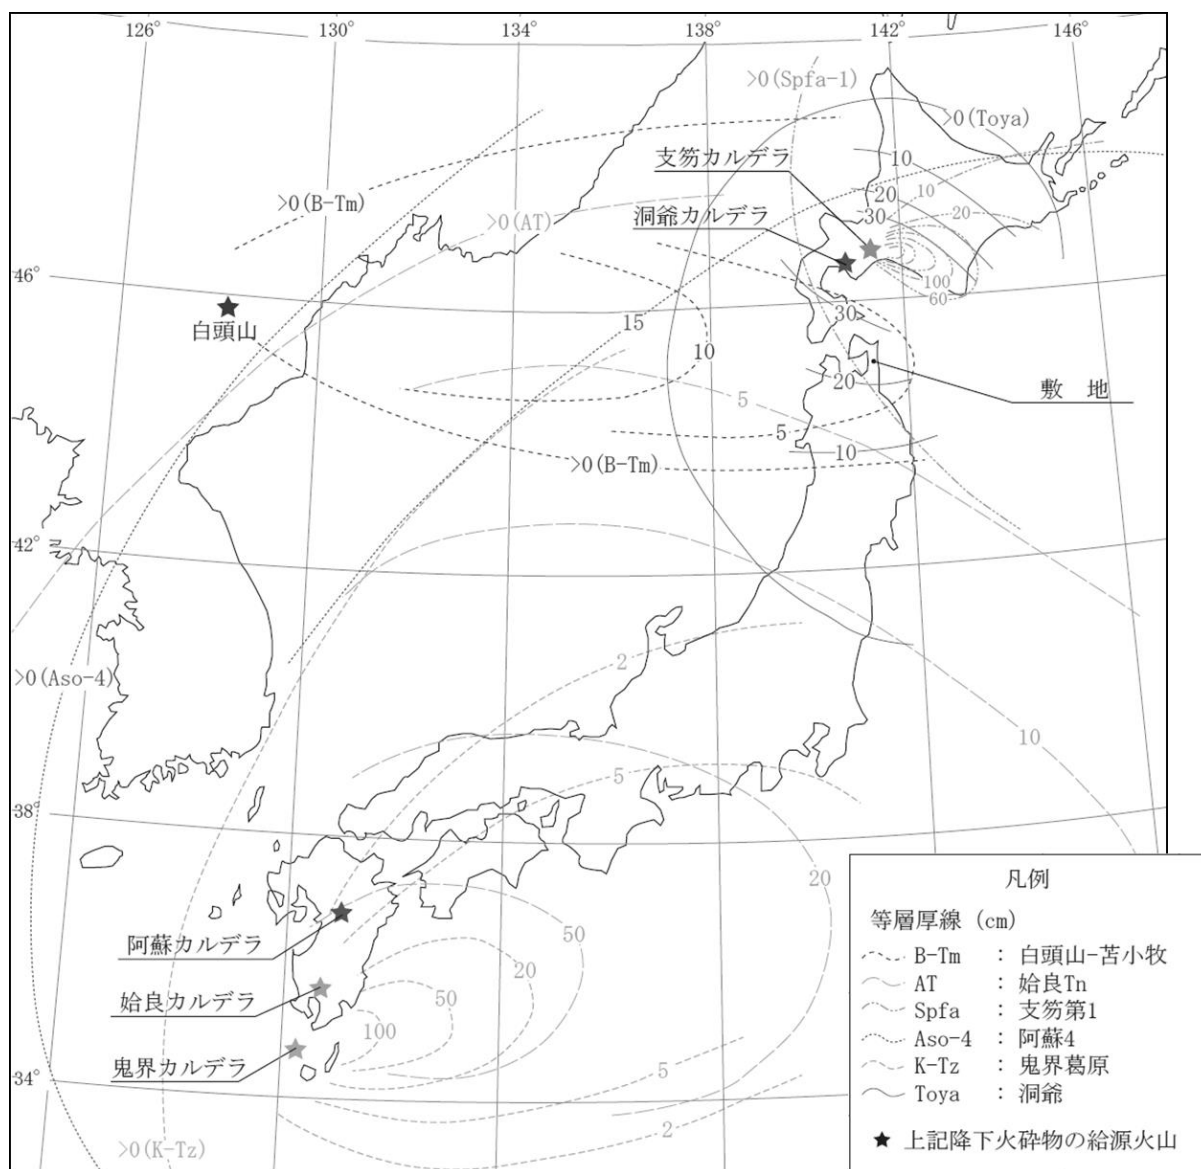 126°
130°
134°
138°
142°
146°
>0(Spfa-1)
>0(Toya)
支笏カルデラ
10
20
10
>0(B-Tm)
>0(AT)
洞爺カルデラ
30
20
46°
100
60
白頭山
15
30
10
敷 地
20
5
5
10
>0(B-Tm)
42°
2
>0(Aso-4)
10
5
38°
20
凡例
等層厚線 (cm)
B-Tm : 白頭山-苫小牧
AT : 姶良Tn
Spfa : 支笏第1
Aso-4 : 阿蘇4
K-Tz : 鬼界葛原
Toya : 洞爺
★ 上記降下火砕物の給源火山
阿蘇カルデラ
50
20
姶良カルデラ
50
100
鬼界カルデラ
34°
5
2
>0(K-Tz)